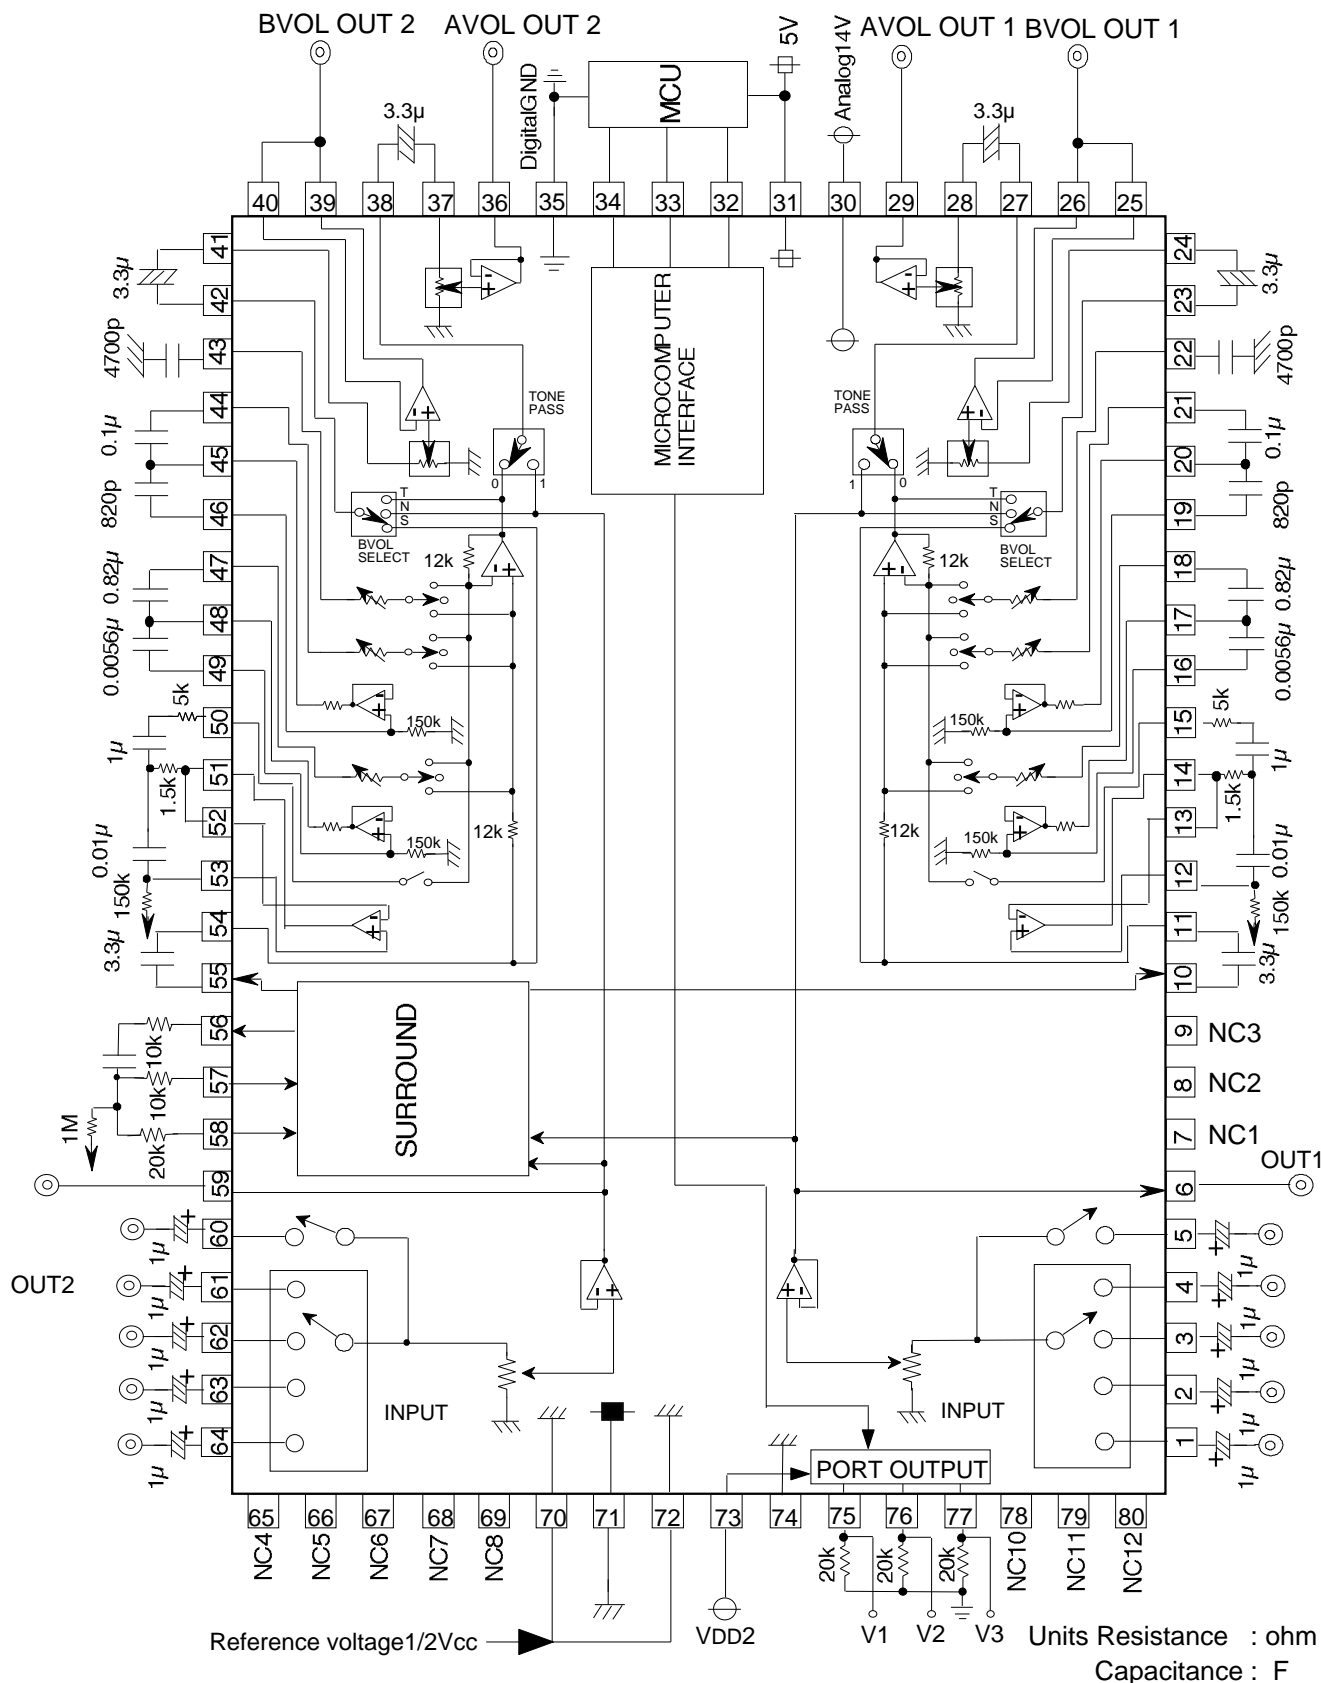 BVOL OUT 2 AVOL OUT 2 AVOL OUT 1 BVOL OUT 1
5V
Analog14V
MCU
DigitalGND
3.3µ 3.3µ
40 39 38 37 36 35 34 33 32 31 30 29 28 27 26 25
41 24
3.3µ 3.3µ
42 23
43 22
4700p 4700p
MICROCOMPUTER
INTERFACE
TONE
PASS
TONE
PASS
44 21
0.1µ 0.1µ
45 20
0 1 1 0
820p 820p
46 19
T T
N N
S S
BVOL
SELECT
BVOL
SELECT
12k 12k
47 18
0.82µ 0.82µ
48 17
0.0056µ 0.0056µ
49 16
5k 5k
50 15
150k 150k
1µ 1µ
51 14
1.5k 1.5k
52 13
12k 12k
0.01µ 0.01µ
150k 150k
53 12
150k 150k
54 11
3.3µ 3.3µ
55 10
SURROUND
56 9 NC3
10k
57 8 NC2
10k
1M
58 7 NC1
20k
59 6 OUT1
60 5
1µ 1µ
OUT2 61 4
1µ 1µ
62 3
1µ 1µ
63 2
1µ 1µ
INPUT INPUT
64 1
1µ 1µ
PORT OUTPUT
65 66 67 68 69 70 71 72 73 74 75 76 77 78 79 80
NC4 NC5 NC6 NC7 NC8 NC10 NC11 NC12
20k 20k 20k
Reference voltage1/2Vcc VDD2 V1 V2 V3
Units Resistance : ohm
Capacitance : F